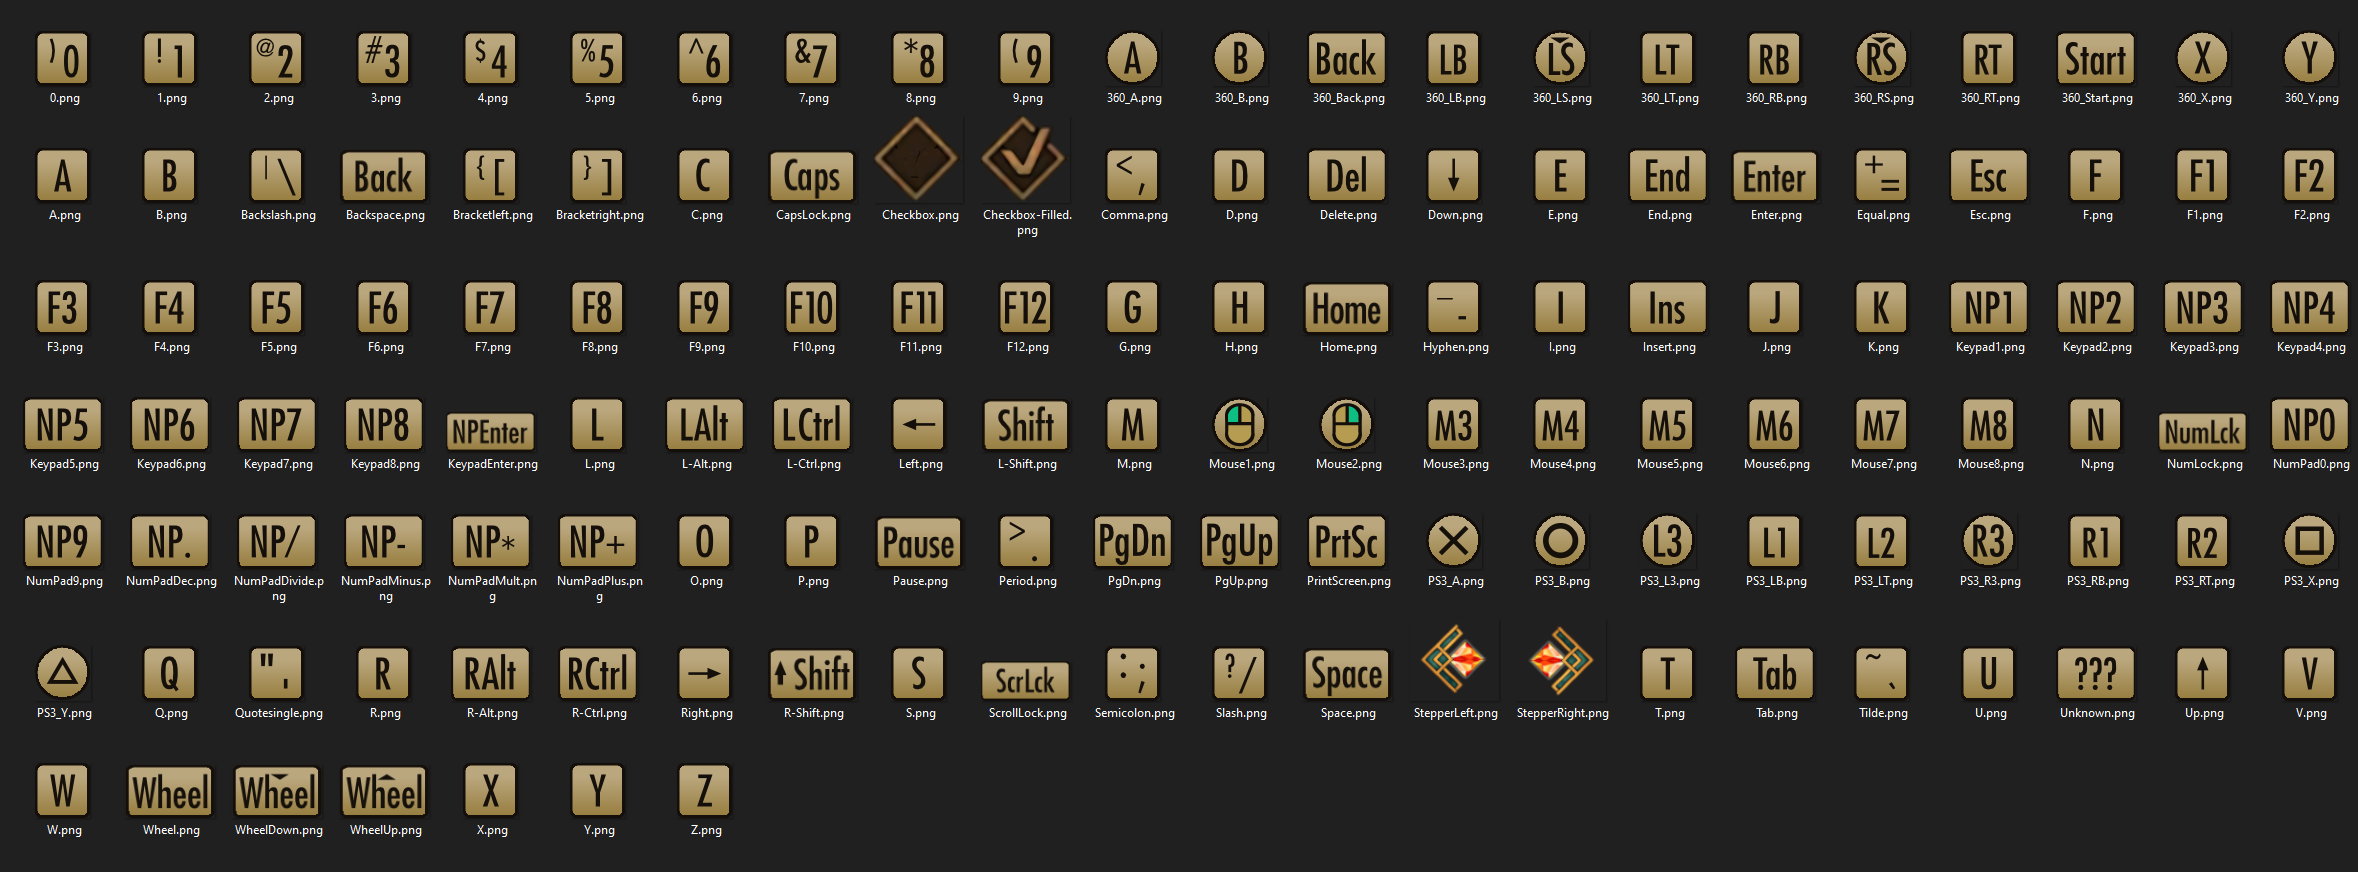 )0 !1 @2 #3 $4 %5 ^6 &7 *8 (9 A B Back LB LS LT RB RS RT Start X Y
0.png 1.png 2.png 3.png 4.png 5.png 6.png 7.png 8.png 9.png 360_A.png 360_B.png 360_Back.png 360_LB.png 360_LS.png 360_LT.png 360_RB.png 360_RS.png 360_RT.png 360_Start.png 360_X.png 360_Y.png
A B |\ Back {[ }] C Caps <, D Del ↓ E End Enter += Esc F F1 F2
A.png B.png Backslash.png Backspace.png Bracketleft.png Bracketright.png C.png CapsLock.png Checkbox.png Checkbox-Filled. Comma.png D.png Delete.png Down.png E.png End.png Enter.png Equal.png Esc.png F.png F1.png F2.png
png
F3 F4 F5 F6 F7 F8 F9 F10 F11 F12 G H Home _- I Ins J K NP1 NP2 NP3 NP4
F3.png F4.png F5.png F6.png F7.png F8.png F9.png F10.png F11.png F12.png G.png H.png Home.png Hyphen.png I.png Insert.png J.png K.png Keypad1.png Keypad2.png Keypad3.png Keypad4.png
NP5 NP6 NP7 NP8 NPEnter L LAlt LCtrl ← Shift M M3 M4 M5 M6 M7 M8 N NumLck NP0
Keypad5.png Keypad6.png Keypad7.png Keypad8.png KeypadEnter.png L.png L-Alt.png L-Ctrl.png Left.png L-Shift.png M.png Mouse1.png Mouse2.png Mouse3.png Mouse4.png Mouse5.png Mouse6.png Mouse7.png Mouse8.png N.png NumLock.png NumPad0.png
NP9 NP. NP/ NP- NP* NP+ O P Pause >. PgDn PgUp PrtSc L3 L1 L2 R3 R1 R2
NumPad9.png NumPadDec.png NumPadDivide.p NumPadMinus.p NumPadMult.pn NumPadPlus.pn O.png P.png Pause.png Period.png PgDn.png PgUp.png PrintScreen.png PS3_A.png PS3_B.png PS3_L3.png PS3_LB.png PS3_LT.png PS3_R3.png PS3_RB.png PS3_RT.png PS3_X.png
ng ng g g
Q "' R RAlt RCtrl → Shift S ScrLck :; ?/ Space T Tab ~` U ??? ↑ V
PS3_Y.png Q.png Quotesingle.png R.png R-Alt.png R-Ctrl.png Right.png R-Shift.png S.png ScrollLock.png Semicolon.png Slash.png Space.png StepperLeft.png StepperRight.png T.png Tab.png Tilde.png U.png Unknown.png Up.png V.png
W Wheel Wheel Wheel X Y Z
W.png Wheel.png WheelDown.png WheelUp.png X.png Y.png Z.png